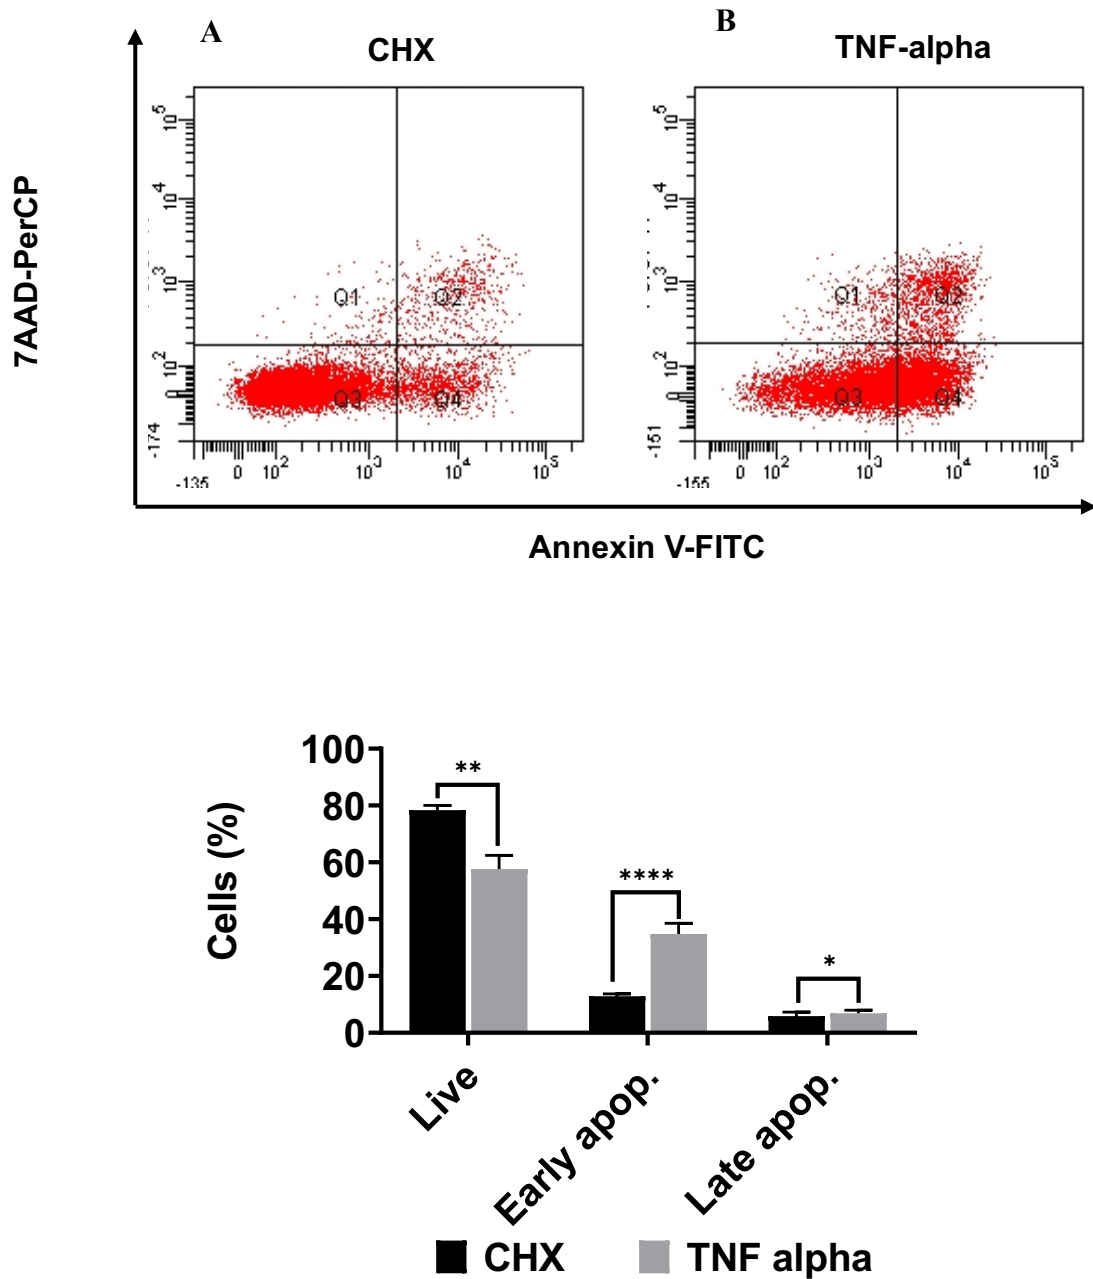 A
B
CHX
TNF-alpha
7AAD-PerCP
10^5
10^4
10^3
10^2
0
-174
Q1
Q2
Q3
Q4
-135
0
10^2
10^3
10^4
10^5
10^5
10^4
10^3
10^2
0
-151
Q1
Q2
Q3
Q4
-155
0
10^2
10^3
10^4
10^5
Annexin V-FITC
Cells (%)
100
80
60
40
20
0
**
****
*
Live
Early apop.
Late apop.
CHX
TNF alpha